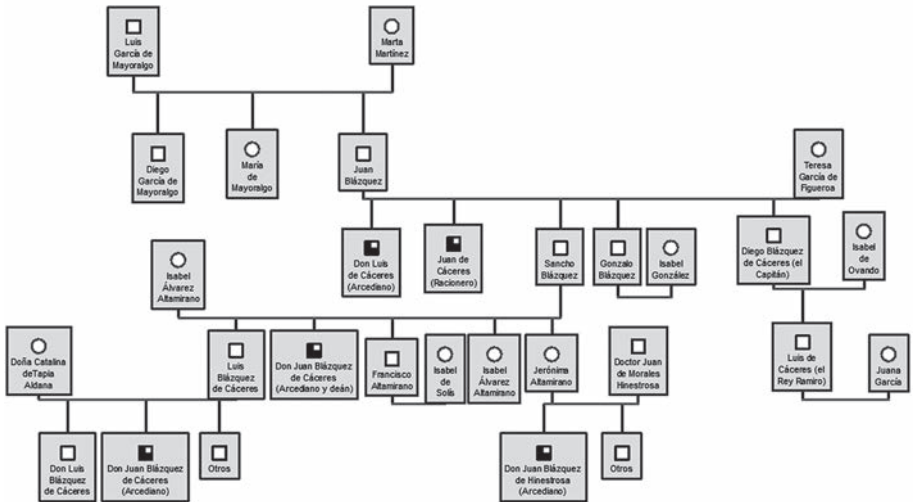 Luis
García de
Mayoralgo
Marta
Martínez
Diego
García de
Mayoralgo
María
de
Mayoralgo
Juan
Blázquez
Teresa
García de
Figueroa
Don Luis
de Cáceres
(Arcediano)
Juan de
Cáceres
(Racionero)
Sancho
Blázquez
Gonzalo
Blázquez
Isabel
González
Diego Blázquez
de Cáceres (el
Capitán)
Isabel
de
Ovando
Isabel
Álvarez
Altamirano
Doña Catalina
deTapia
Aldana
Luis
Blázquez
de Cáceres
Don Juan Blázquez
de Cáceres
(Arcediano y deán)
Francisco
Altamirano
Isabel
de
Solís
Isabel
Álvarez
Altamirano
Jerónima
Altamirano
Doctor Juan
de Morales
Hinestrosa
Luis de
Cáceres (el
Rey Ramiro)
Juana
García
Don Luis
Blázquez
de Cáceres
Don Juan Blázquez
de Cáceres
(Arcediano)
Otros
Don Juan Blázquez
de Hinestrosa
(Arcediano)
Otros